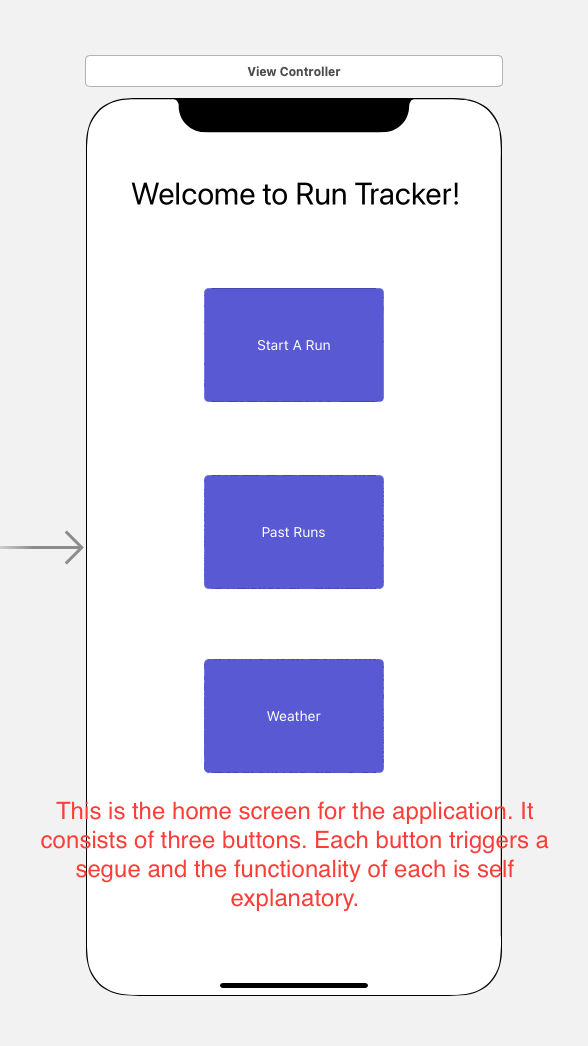 View Controller
Welcome to Run Tracker!
Start A Run
Past Runs
Weather
This is the home screen for the application. It
consists of three buttons. Each button triggers a
segue and the functionality of each is self
explanatory.